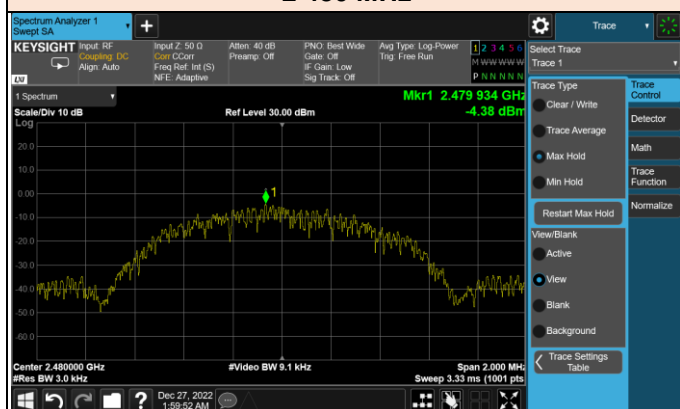 2 480 MHz
Spectrum Analyzer 1
Swept SA
Trace
KEYSIGHT
Input: RF
Coupling: DC
Align: Auto
Input Z: 50 Ω
Corr CCorr
Freq Ref: Int (S)
NFE: Adaptive
Atten: 40 dB
Preamp: Off
PNO: Best Wide
Gate: Off
IF Gain: Low
Sig Track: Off
Avg Type: Log-Power
Trig: Free Run
1 2 3 4 5 6
M W W W W W
P N N N N N
LXI
Select Trace
Trace 1
1 Spectrum
Mkr1 2.479 934 GHz
Scale/Div 10 dB
Ref Level 30.00 dBm
-4.38 dBm
Log
20.0
10.0
0.00
-10.0
-20.0
-30.0
-40.0
-50.0
-60.0
1
Center 2.480000 GHz
#Video BW 9.1 kHz
Span 2.000 MHz
#Res BW 3.0 kHz
Sweep 3.33 ms (1001 pts
Trace Type
Clear / Write
Trace Average
Max Hold
Min Hold
Restart Max Hold
View/Blank
Active
View
Blank
Background
Trace Settings
Table
Trace
Control
Detector
Math
Trace
Function
Normalize
Dec 27, 2022
1:59:52 AM